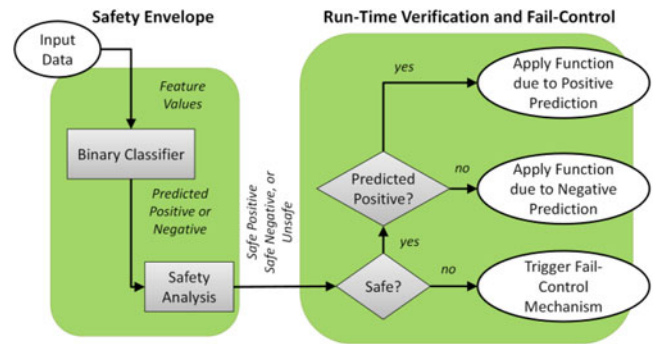 Safety Envelope
Run-Time Verification and Fail-Control
Input
Data
Feature
Values
Binary Classifier
Predicted
Positive or
Negative
Safety
Analysis
Safe Positive
Safe Negative, or
Unsafe
Safe?
yes
no
Predicted
Positive?
yes
no
Apply Function
due to Positive
Prediction
Apply Function
due to Negative
Prediction
Trigger Fail-
Control
Mechanism